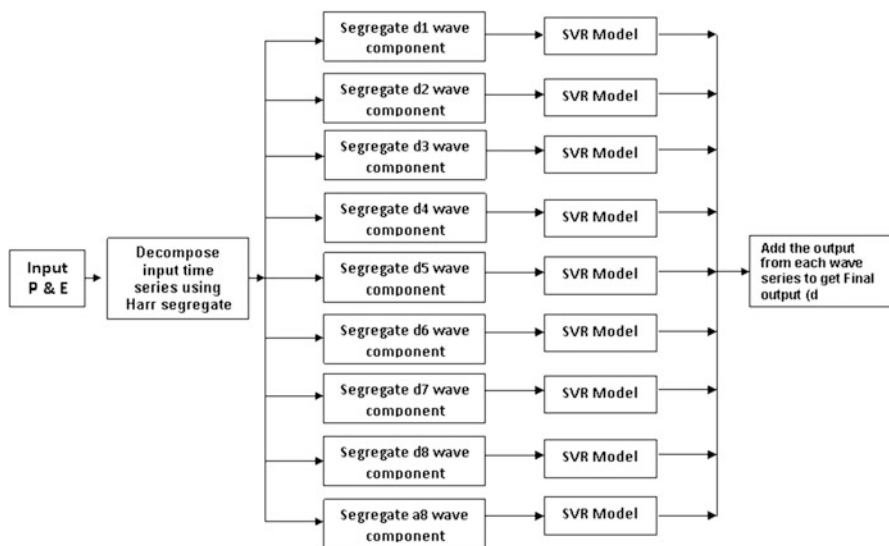 Input
P & E
Decompose
input time
series using
Harr segregate
Segregate d1 wave
component
SVR Model
Segregate d2 wave
component
SVR Model
Segregate d3 wave
component
SVR Model
Segregate d4 wave
component
SVR Model
Segregate d5 wave
component
SVR Model
Segregate d6 wave
component
SVR Model
Segregate d7 wave
component
SVR Model
Segregate d8 wave
component
SVR Model
Segregate a8 wave
component
SVR Model
Add the output
from each wave
series to get Final
output (d